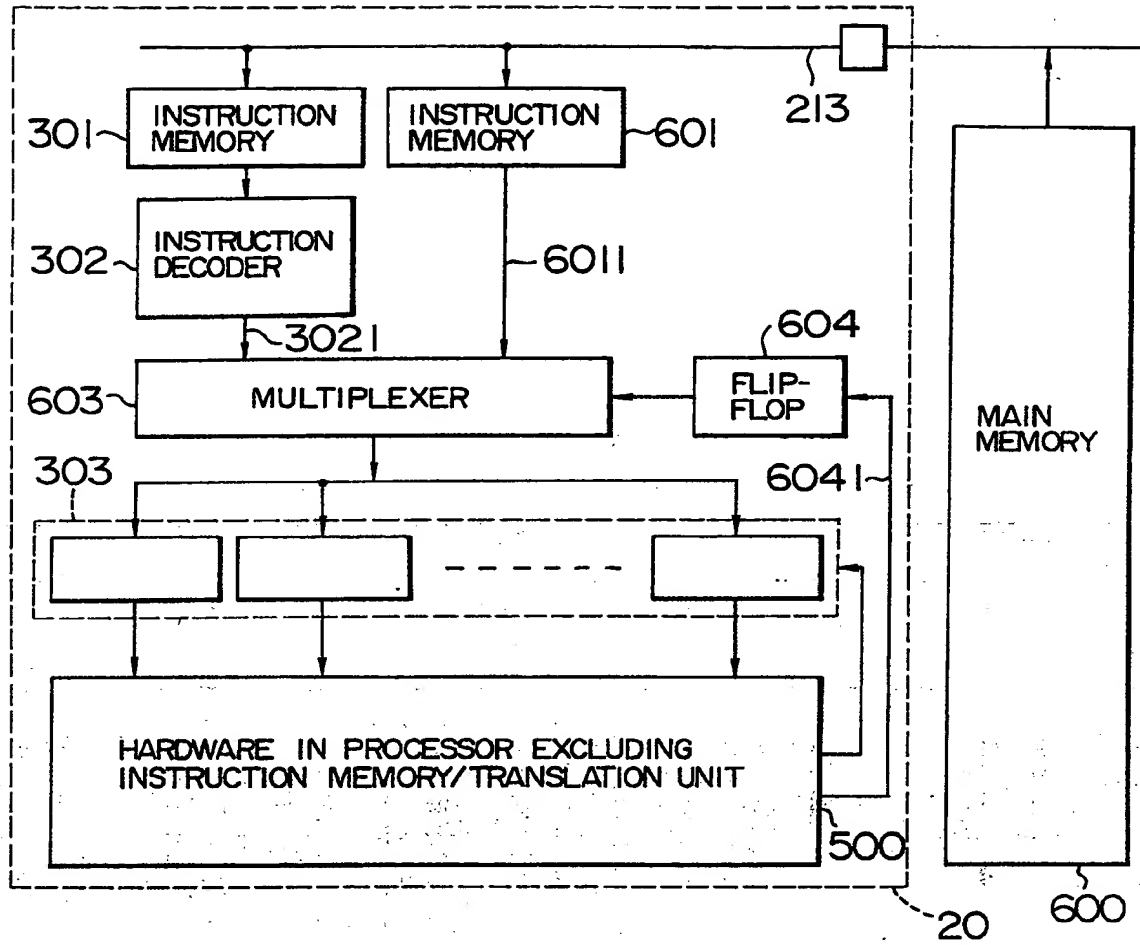 213
301
INSTRUCTION
MEMORY
INSTRUCTION
MEMORY
601
302
INSTRUCTION
DECODER
6011
3021
604
603
MULTIPLEXER
FLIP-
FLOP
MAIN
MEMORY
303
6041
HARDWARE IN PROCESSOR EXCLUDING
INSTRUCTION MEMORY/TRANSLATION UNIT
500
600
20